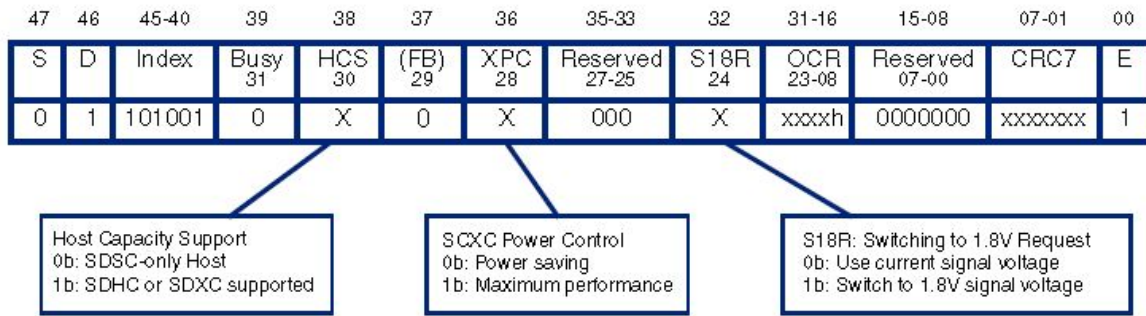 47 46 45-40 39 38 37 36 35-33 32 31-16 15-08 07-01 00
S D Index Busy HCS (FB) XPC Reserved S18R OCR Reserved CRC7 E
31 30 29 28 27-25 24 23-08 07-00
0 1 101001 0 X 0 X 000 X xxxxh 0000000 xxxxxxx 1
Host Capacity Support
0b: SDSC-only Host
1b: SDHC or SDXC supported
SCXC Power Control
0b: Power saving
1b: Maximum performance
S18R: Switching to 1.8V Request
0b: Use current signal voltage
1b: Switch to 1.8V signal voltage